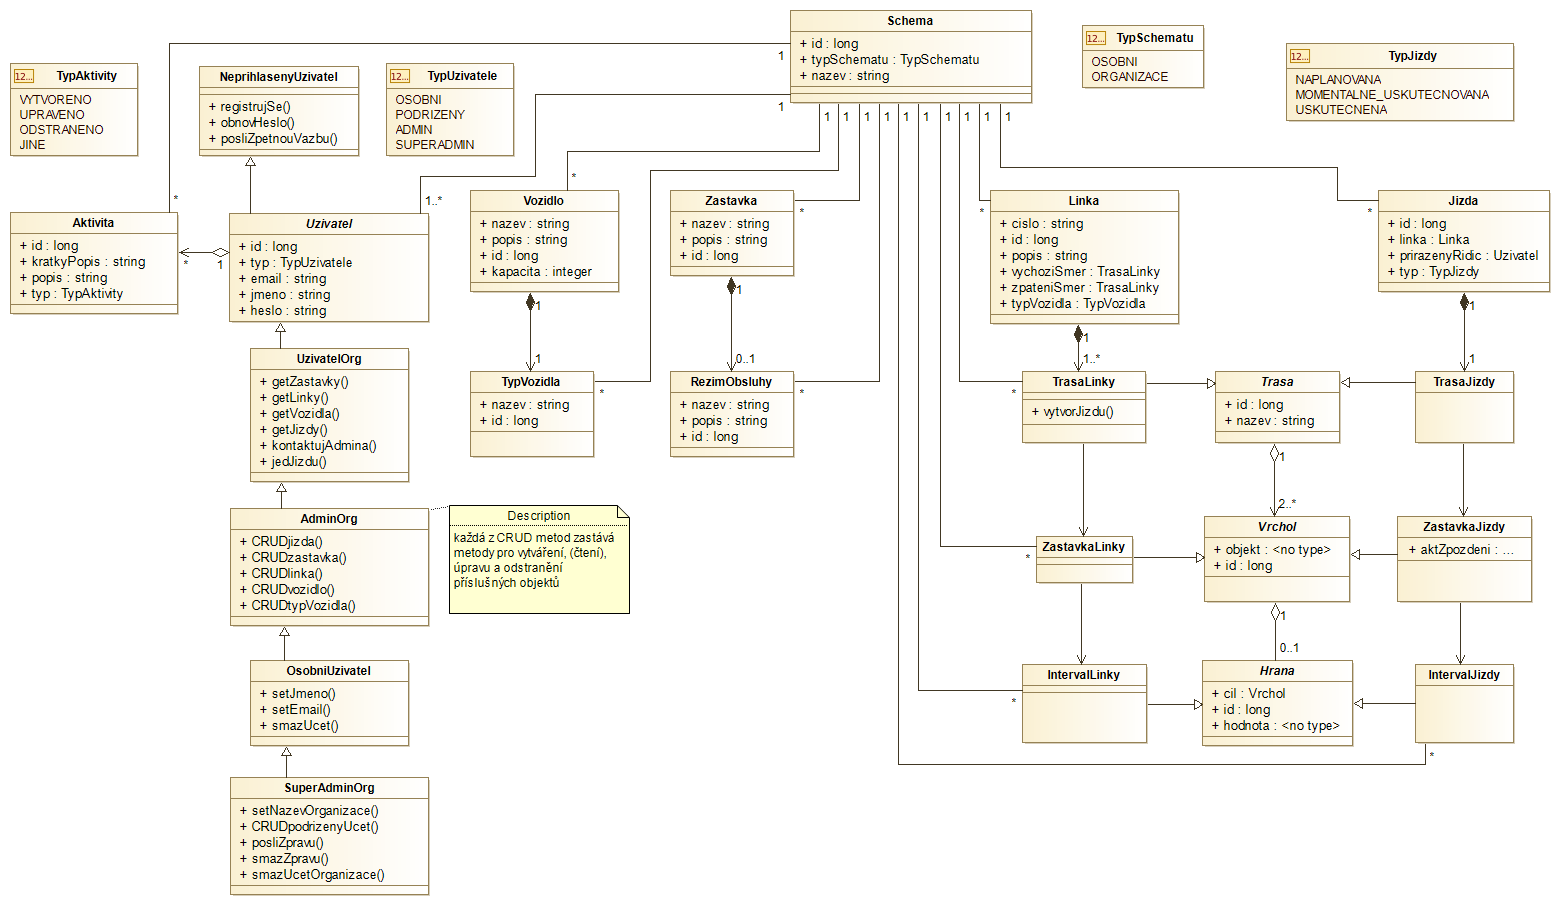 Schema
+ id : long
+ typSchematu : TypSchematu
+ nazev : string
12...
TypSchematu
OSOBNI
ORGANIZACE
12...
TypJizdy
NAPLANOVANA
MOMENTALNE_USKUTECNOVANA
USKUTECNENA
12...
TypAktivity
VYTVORENO
UPRAVENO
ODSTRANENO
JINE
NeprihlasenyUzivatel
+ registrujSe()
+ obnovHeslo()
+ posliZpetnouVazbu()
12...
TypUzivatele
OSOBNI
PODRIZENY
ADMIN
SUPERADMIN
1
1
1
1
1
1
1
1
1
1
1
1
*
1..*
*
*
*
*
Aktivita
+ id : long
+ kratkyPopis : string
+ popis : string
+ typ : TypAktivity
*
1
Uzivatel
+ id : long
+ typ : TypUzivatele
+ email : string
+ jmeno : string
+ heslo : string
Vozidlo
+ nazev : string
+ popis : string
+ id : long
+ kapacita : integer
Zastavka
+ nazev : string
+ popis : string
+ id : long
Linka
+ cislo : string
+ id : long
+ popis : string
+ vychoziSmer : TrasaLinky
+ zpateniSmer : TrasaLinky
+ typVozidla : TypVozidla
Jizda
+ id : long
+ linka : Linka
+ prirazenyRidic : Uzivatel
+ typ : TypJizdy
1
1
1
1
1
0..1
1..*
1
UzivatelOrg
+ getZastavky()
+ getLinky()
+ getVozidla()
+ getJizdy()
+ kontaktujAdmina()
+ jedJizdu()
TypVozidla
+ nazev : string
+ id : long
*
RezimObsluhy
+ nazev : string
+ popis : string
+ id : long
*
*
TrasaLinky
+ vytvorJizdu()
Trasa
+ id : long
+ nazev : string
TrasaJizdy
1
2..*
AdminOrg
+ CRUDjizda()
+ CRUDzastavka()
+ CRUDlinka()
+ CRUDvozidlo()
+ CRUDtypVozidla()
Description
každá z CRUD metod zastává
metody pro vytváření, (čtení),
úpravu a odstranění
příslušných objektů
*
ZastavkaLinky
Vrchol
+ objekt : <no type>
+ id : long
ZastavkaJizdy
+ aktZpozdeni : ...
1
0..1
OsobniUzivatel
+ setJmeno()
+ setEmail()
+ smazUcet()
*
IntervalLinky
Hrana
+ cil : Vrchol
+ id : long
+ hodnota : <no type>
IntervalJizdy
*
SuperAdminOrg
+ setNazevOrganizace()
+ CRUDpodrizenyUcet()
+ posliZpravu()
+ smazZpravu()
+ smazUcetOrganizace()